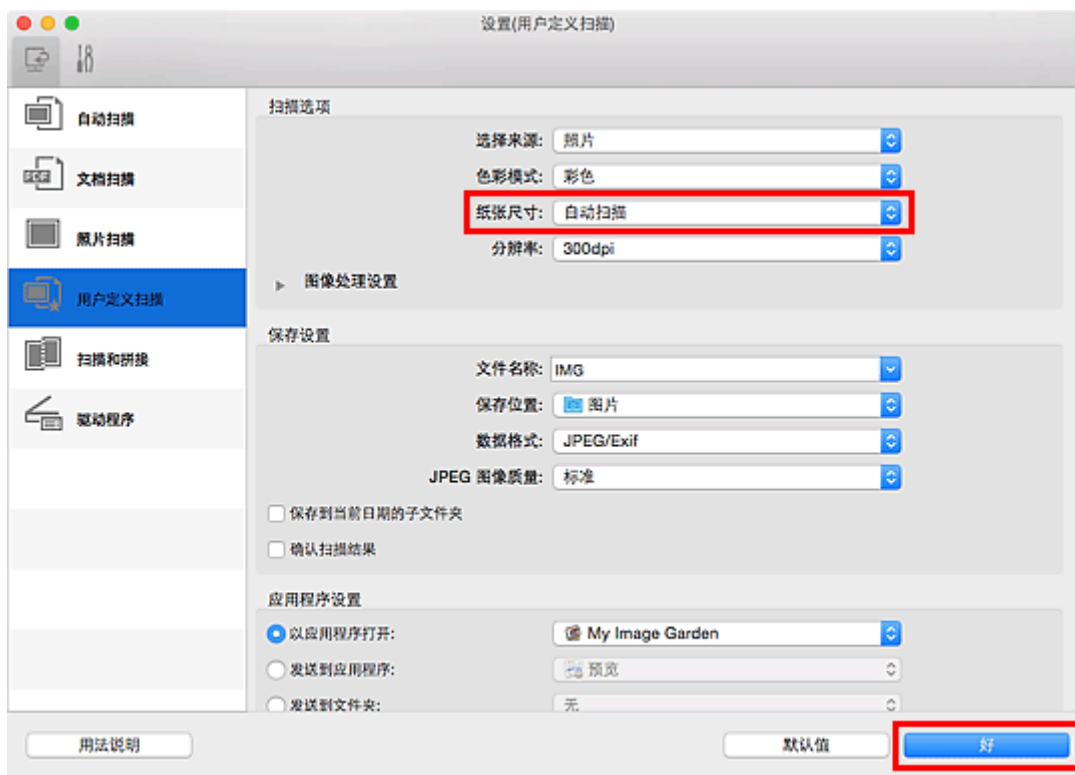 设置(用户定义扫描)
自动扫描
文档扫描
照片扫描
用户定义扫描
扫描和拼接
驱动程序
扫描选项
选择来源: 照片
色彩模式: 彩色
纸张尺寸: 自动扫描
分辨率: 300dpi
图像处理设置
保存设置
文件名称: IMG
保存位置: 图片
数据格式: JPEG/Exif
JPEG 图像质量: 标准
保存到当前日期的子文件夹
确认扫描结果
应用程序设置
以应用程序打开: My Image Garden
发送到应用程序: 预览
发送到文件夹: 无
用法说明 默认值 好